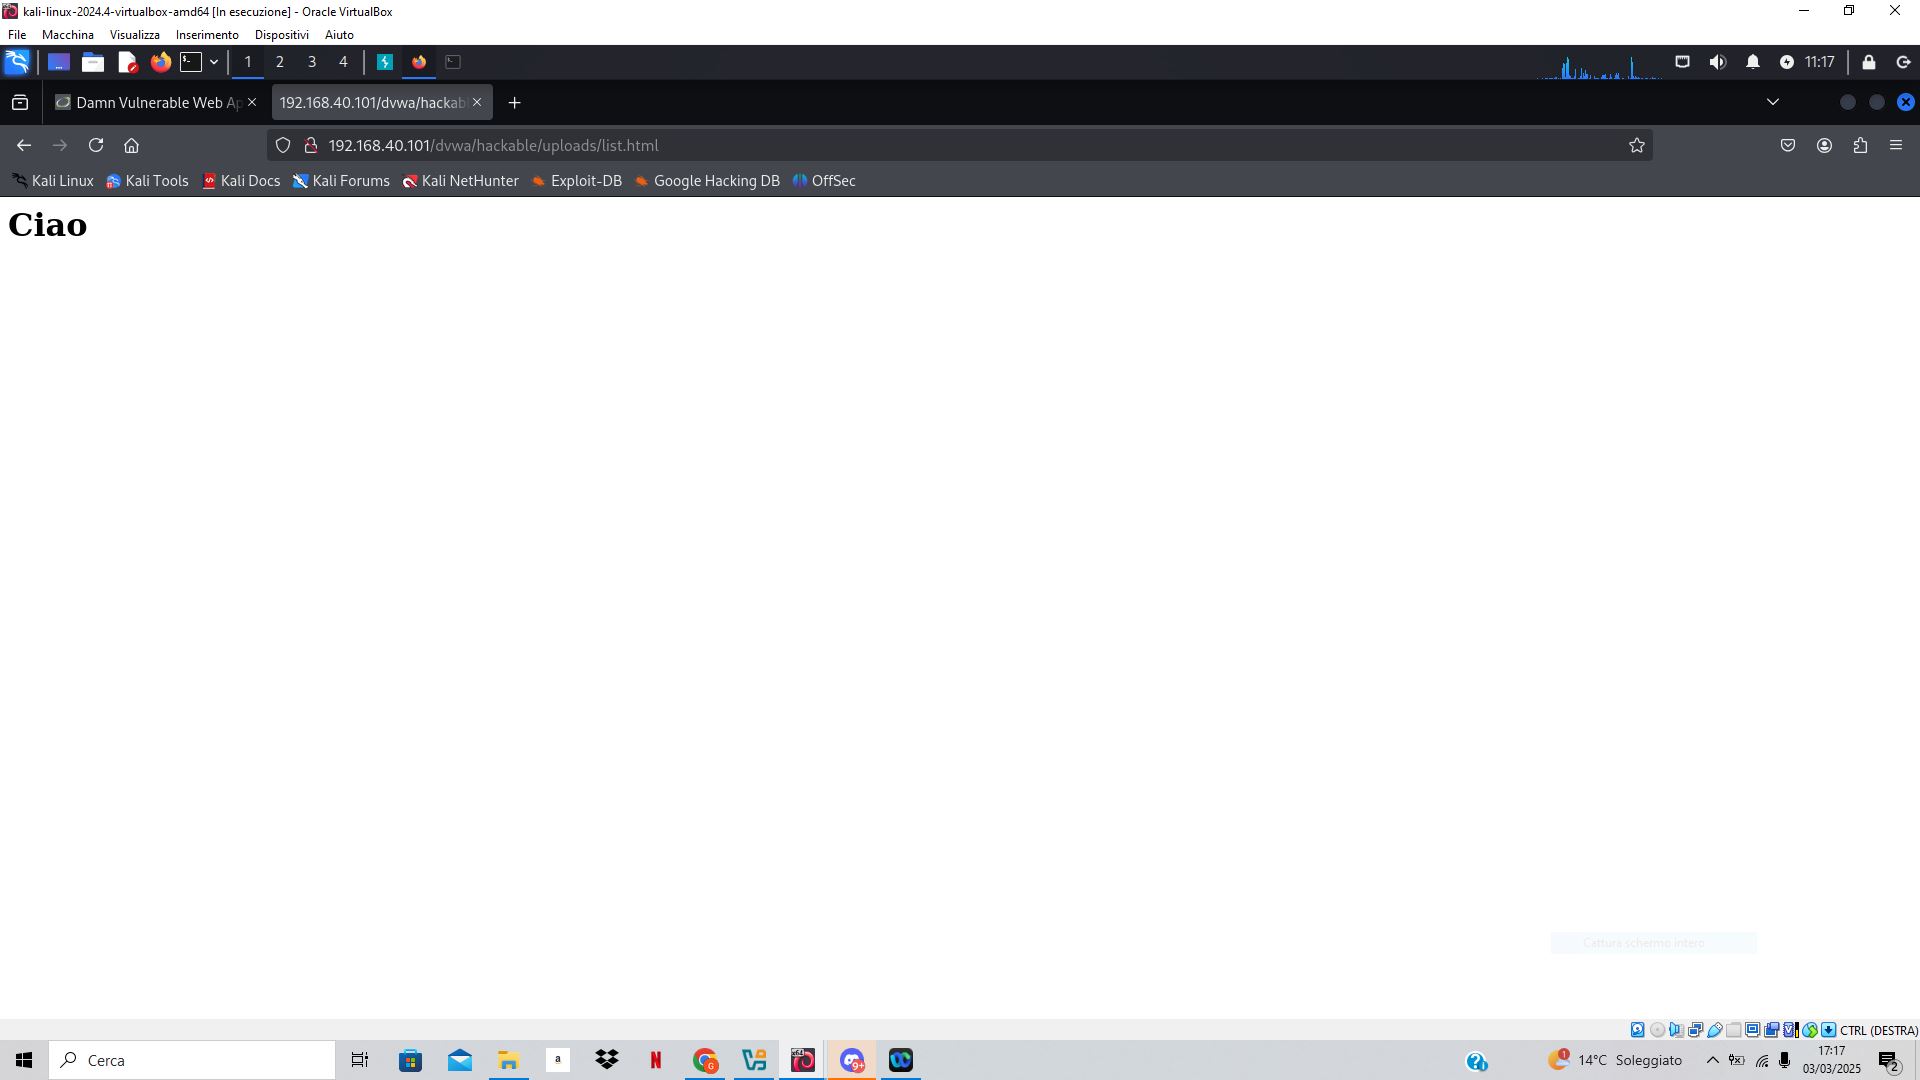 kali-linux-2024.4-virtualbox-amd64 [In esecuzione] - Oracle VirtualBox
File Macchina Visualizza Inserimento Dispositivi Aiuto
1 2 3 4 11:17
Damn Vulnerable Web Ap 192.168.40.101/dvwa/hackab
192.168.40.101/dvwa/hackable/uploads/list.html
Kali Linux Kali Tools Kali Docs Kali Forums Kali NetHunter Exploit-DB Google Hacking DB OffSec
Ciao
Cattura schermo intero
CTRL (DESTRA)
Cerca
14°C Soleggiato
17:17
03/03/2025
2